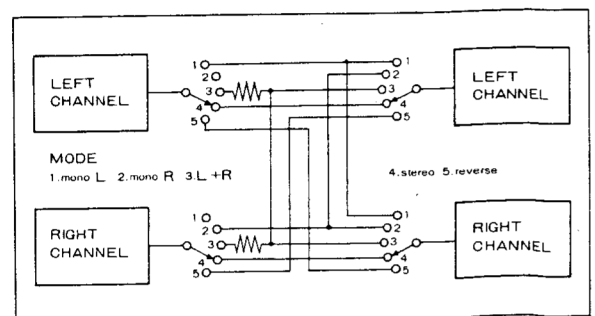 LEFT CHANNEL
1 2 3 4 5
1 2 3 4 5
LEFT CHANNEL
MODE
1.mono L 2.mono R 3.L+R
4.stereo 5.reverse
RIGHT CHANNEL
1 2 3 4 5
1 2 3 4 5
RIGHT CHANNEL